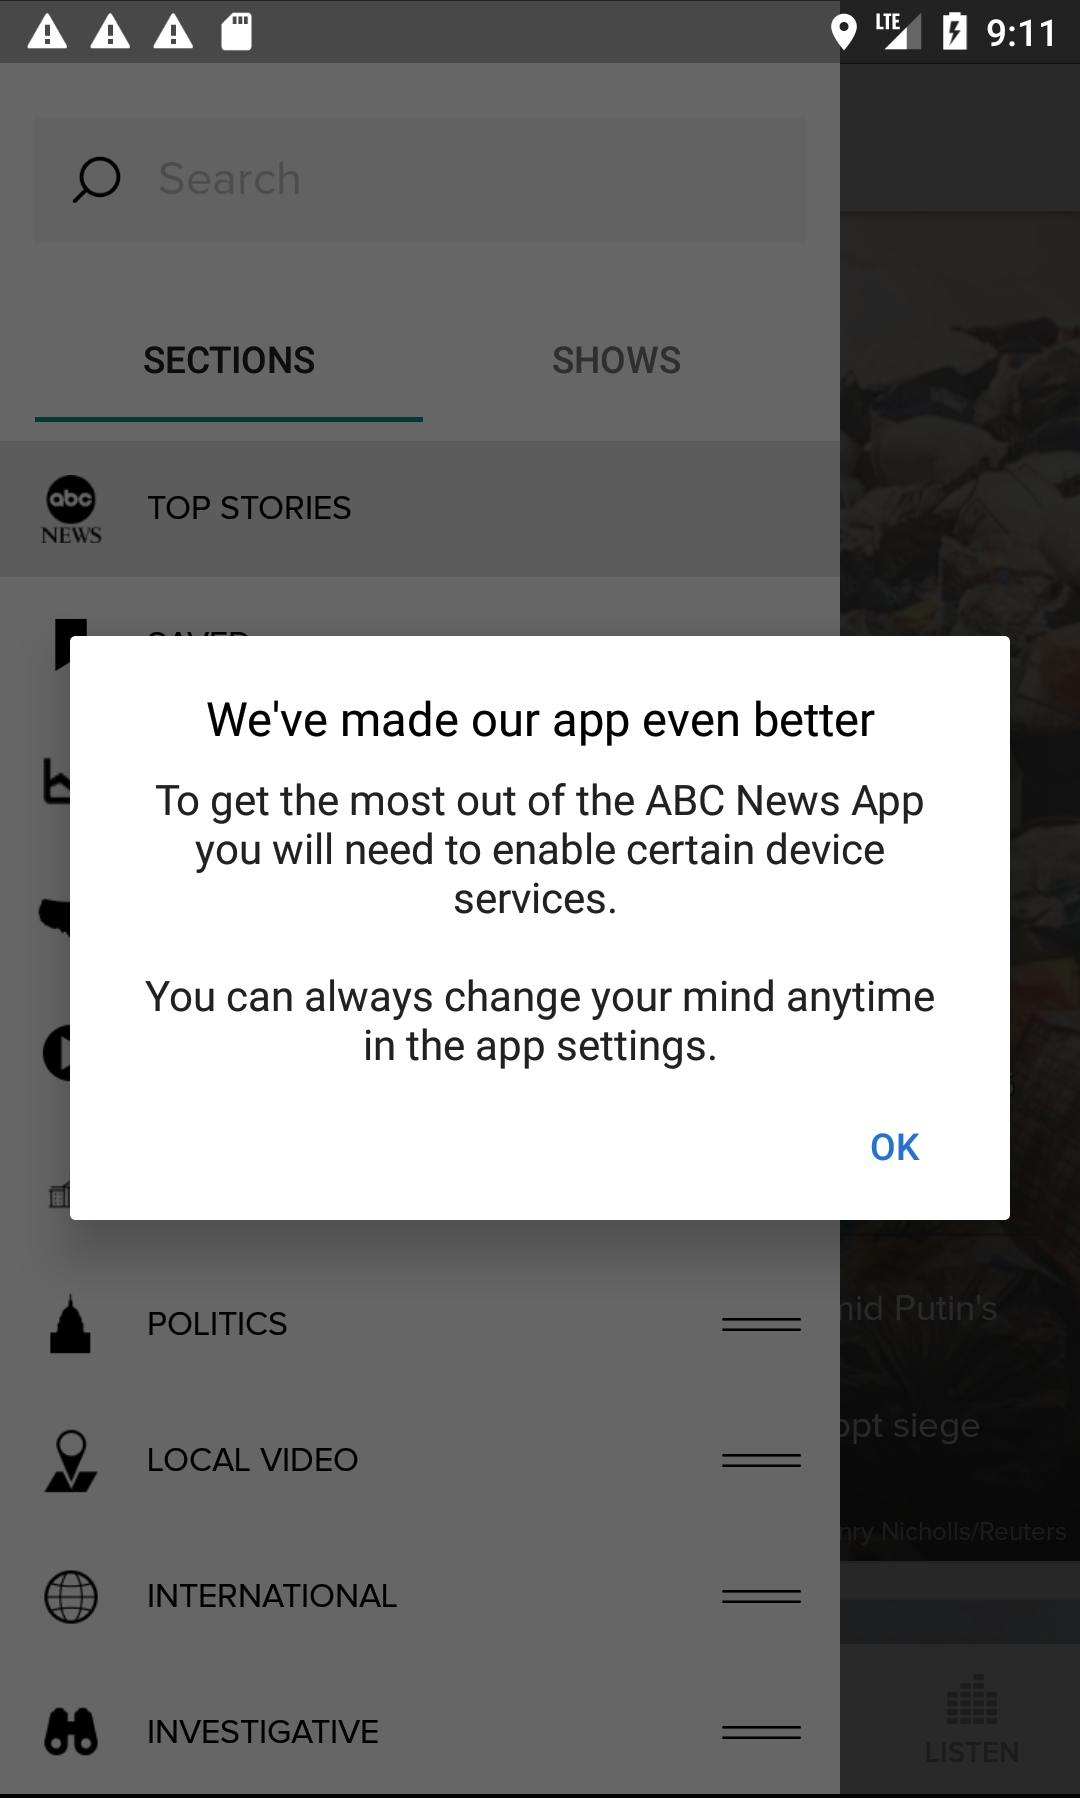 LTE 9:11
Search
SECTIONS SHOWS
abc
NEWS
TOP STORIES
SAVED
We've made our app even better
To get the most out of the ABC News App
you will need to enable certain device
services.
You can always change your mind anytime
in the app settings.
OK
POLITICS
Putin's
LOCAL VIDEO
siege
Nicholls/Reuters
INTERNATIONAL
INVESTIGATIVE
LISTEN